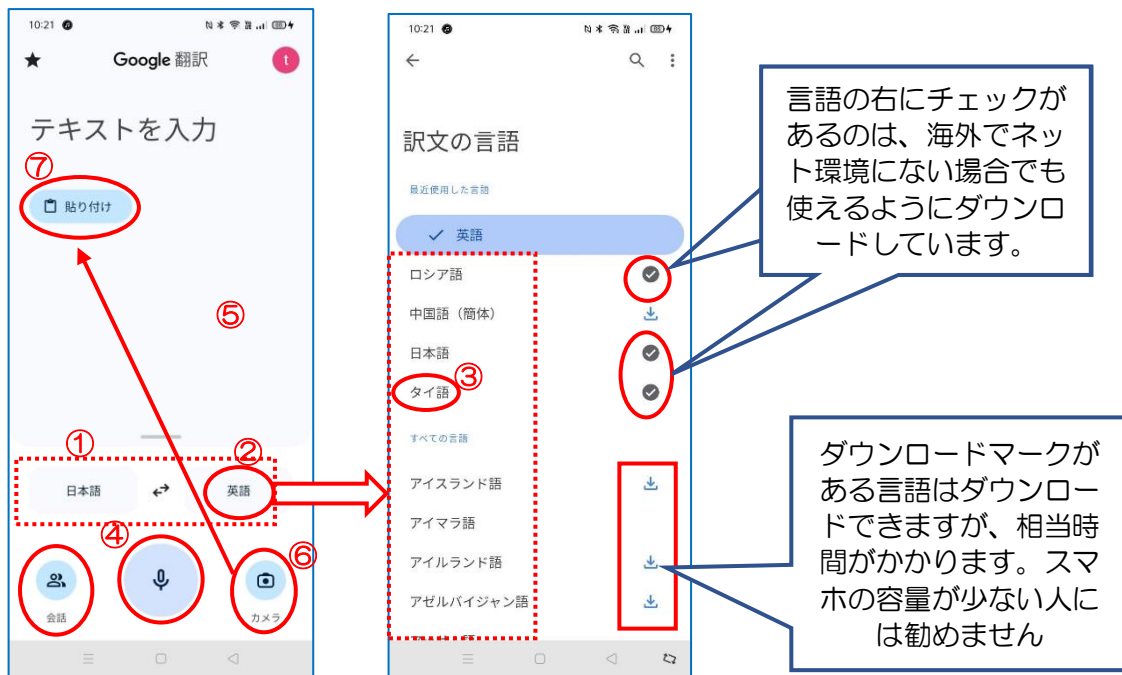 10:21
Google 翻訳
t
テキストを入力
⑦
貼り付け
⑤
①
②
日本語
英語
④
⑥
会話
カメラ
10:21
訳文の言語
最近使用した言語
英語
ロシア語
中国語（簡体）
日本語
タイ語
③
すべての言語
アイスランド語
アイマラ語
アイルランド語
アゼルバイジャン語
言語の右にチェックが
あるのは、海外でネッ
ト環境にない場合でも
使えるようにダウンロ
ードしています。
ダウンロードマークが
ある言語はダウンロー
ドできますが、相当時
間がかかります。スマ
ホの容量が少ない人に
は勧めません